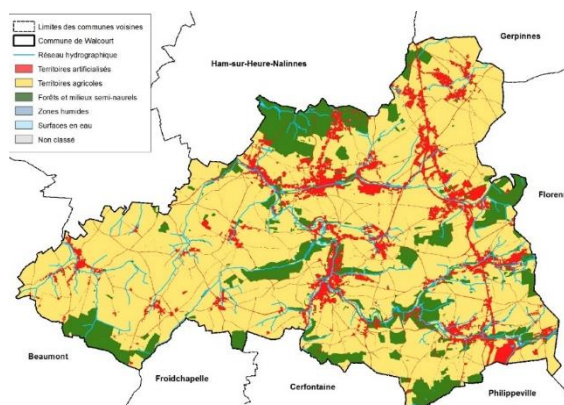 Limites des communes voisines
Commune de Walcourt
Réseau hydrographique
Territoires artificialisés
Territoires agricoles
Forêts et milieux semi-naurels
Zones humides
Surfaces en eau
Non classé
Gerpinnes
Ham-sur-Heure-Nalinnes
Floren
Beaumont
Froidchapelle
Cerfontaine
Philippeville